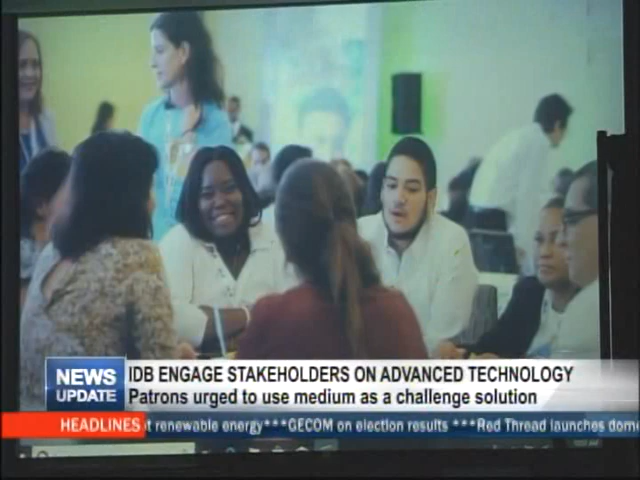 NEWS UPDATE
IDB ENGAGE STAKEHOLDERS ON ADVANCED TECHNOLOGY
Patrons urged to use medium as a challenge solution
HEADLINES
t renewable energy***GECOM on election results ***Red Thread launches dom